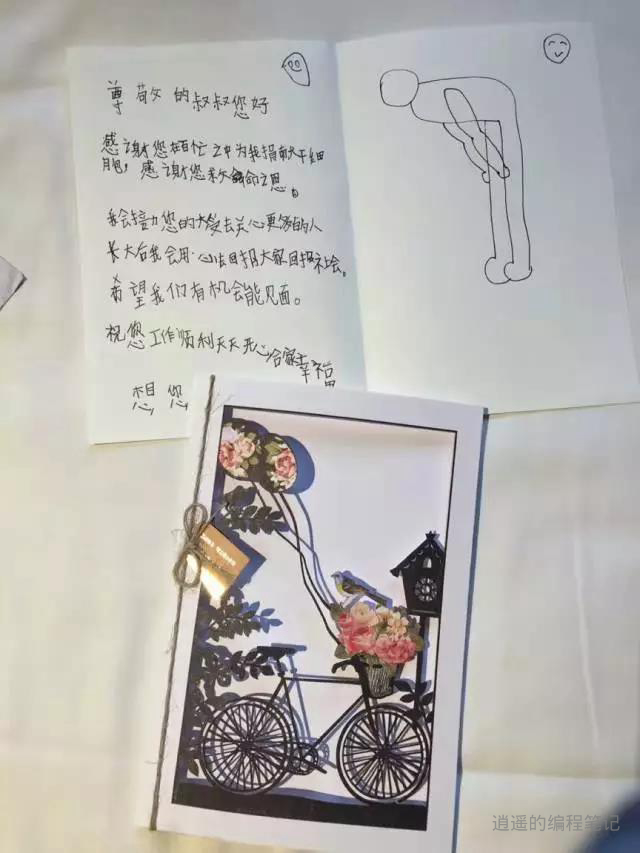 尊敬的叔叔您好
感谢您在百忙之中为我捐献干细
胞，感谢您救命之恩。
我会接力您的大爱去关心更多的人
长大后我会用心去回报大家回报社会。
希望我们有机会能见面。
祝您工作顺利天天开心合家幸福
想您
逍遥的编程笔记